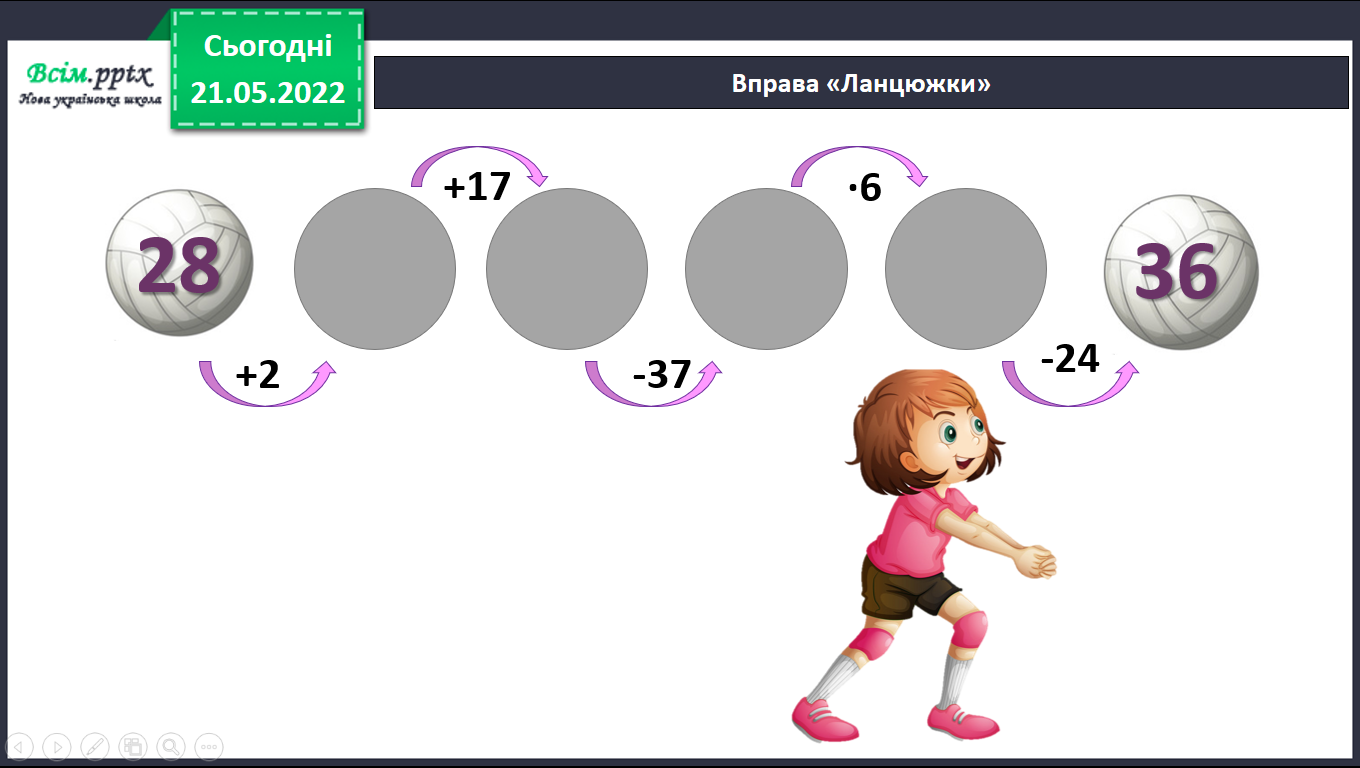 Всім.pptx
Нова українська школа
Сьогодні
21.05.2022
Вправа «Ланцюжки»
+17
·6
28
36
+2
-37
-24